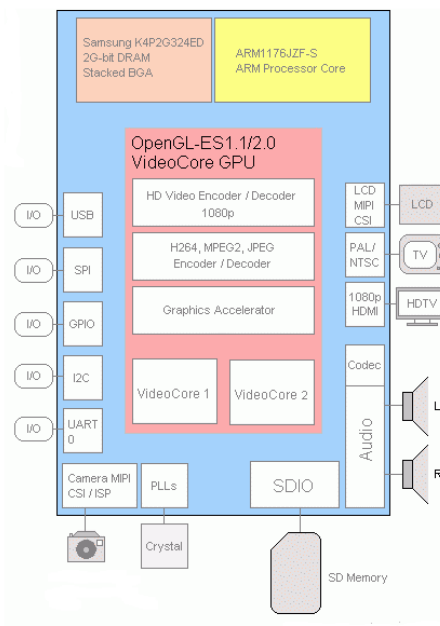 Samsung K4P2G324ED
2G-bit DRAM
Stacked BGA
ARM1176JZF-S
ARM Processor Core
OpenGL-ES1.1/2.0
VideoCore GPU
HD Video Encoder / Decoder
1080p
H264, MPEG2, JPEG
Encoder / Decoder
Graphics Accelerator
VideoCore 1
VideoCore 2
I/O
USB
I/O
SPI
I/O
GPIO
I/O
I2C
I/O
UART
0
LCD
MIPI
CSI
LCD
PAL/
NTSC
TV
1080p
HDMI
HDTV
Codec
Audio
L
R
Camera MIPI
CSI / ISP
PLLs
SDIO
Crystal
SD Memory